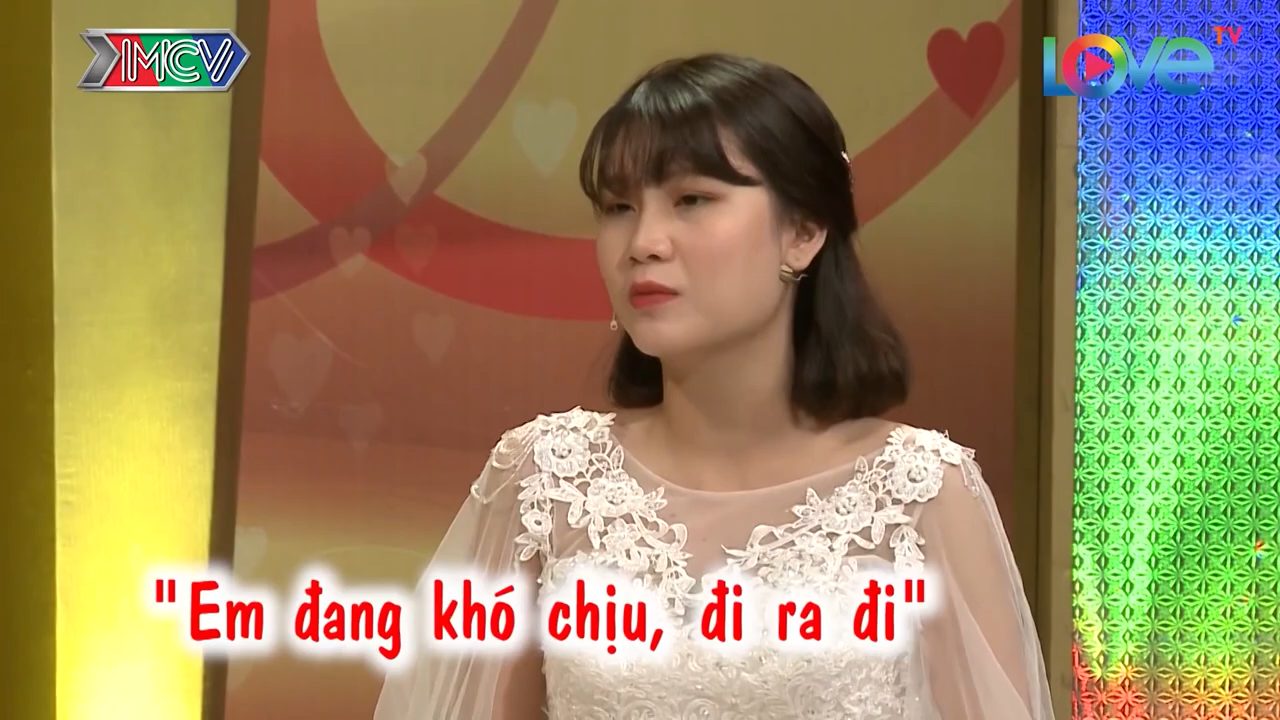 MCV
LOVE TV
"Em đang khó chịu, đi ra đi"